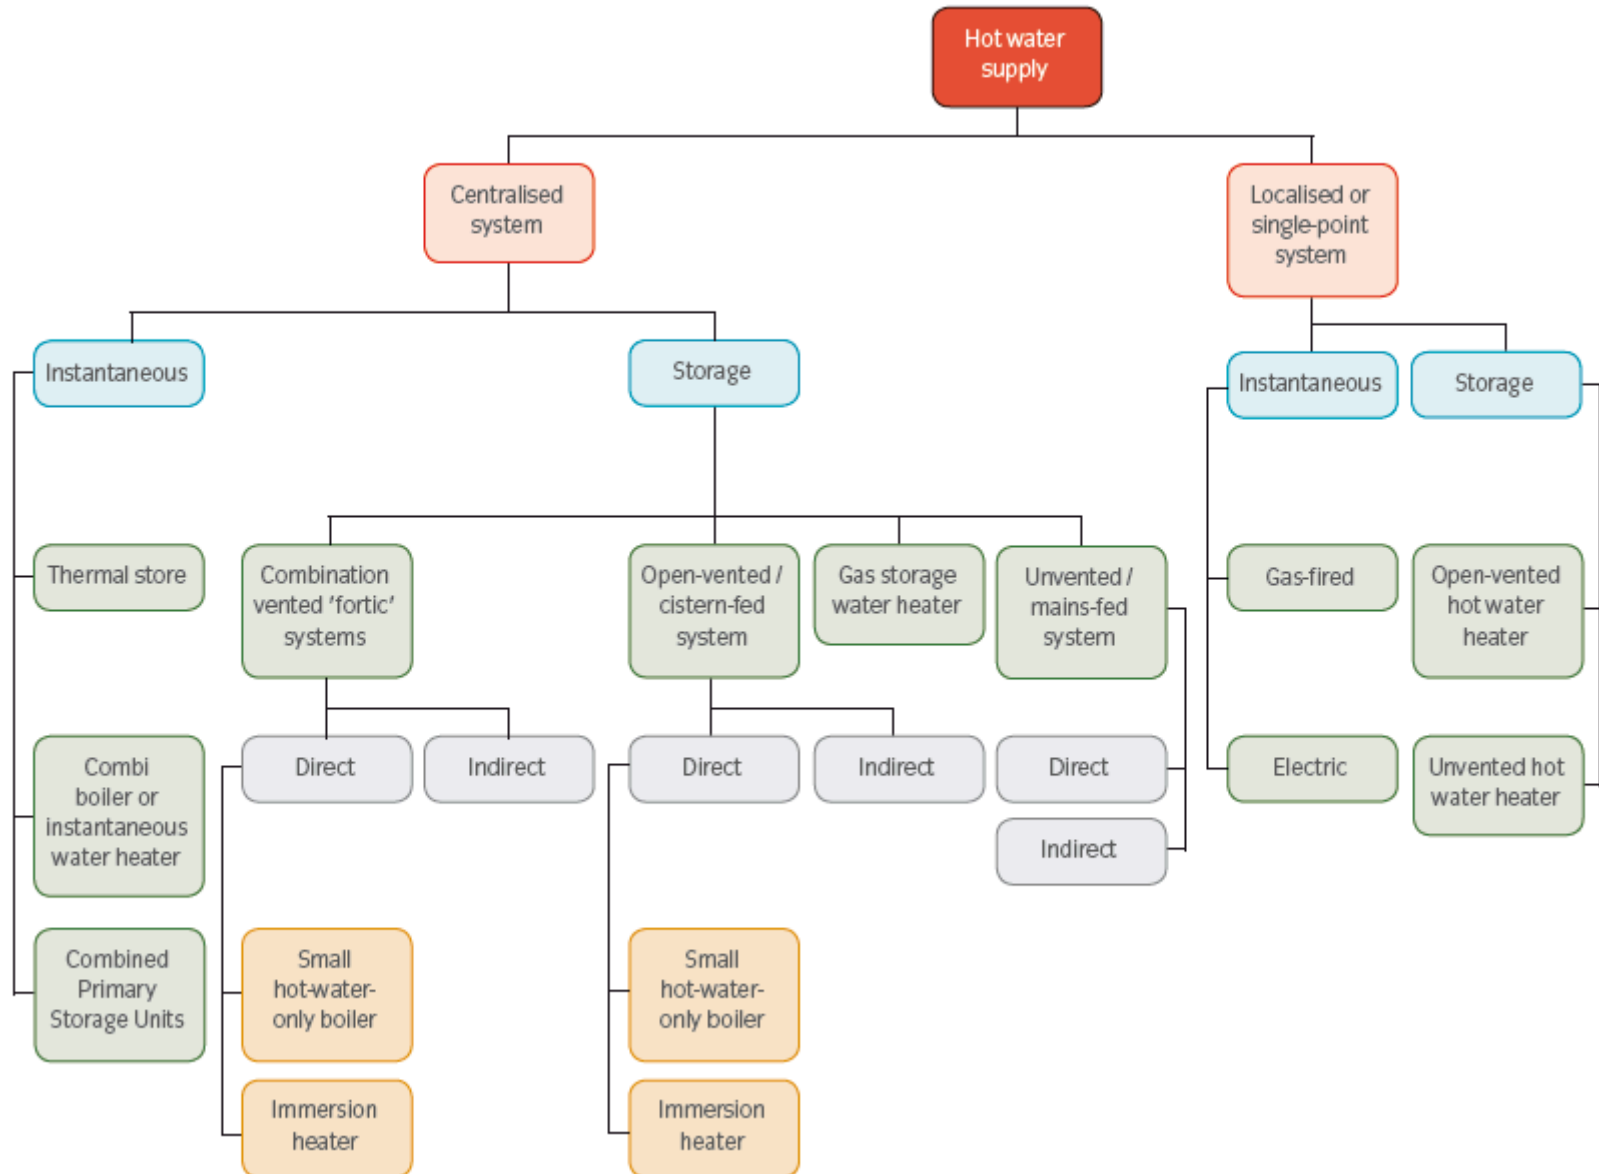 Hot water
supply
Centralised
system
Localised or
single-point
system
Instantaneous
Storage
Instantaneous
Storage
Thermal store
Combination
vented 'fortic'
systems
Open-vented /
cistern-fed
system
Gas storage
water heater
Unvented /
mains-fed
system
Gas-fired
Open-vented
hot water
heater
Combi
boiler or
instantaneous
water heater
Direct
Indirect
Direct
Indirect
Direct
Indirect
Electric
Unvented hot
water heater
Combined
Primary
Storage Units
Small
hot-water-
only boiler
Small
hot-water-
only boiler
Immersion
heater
Immersion
heater